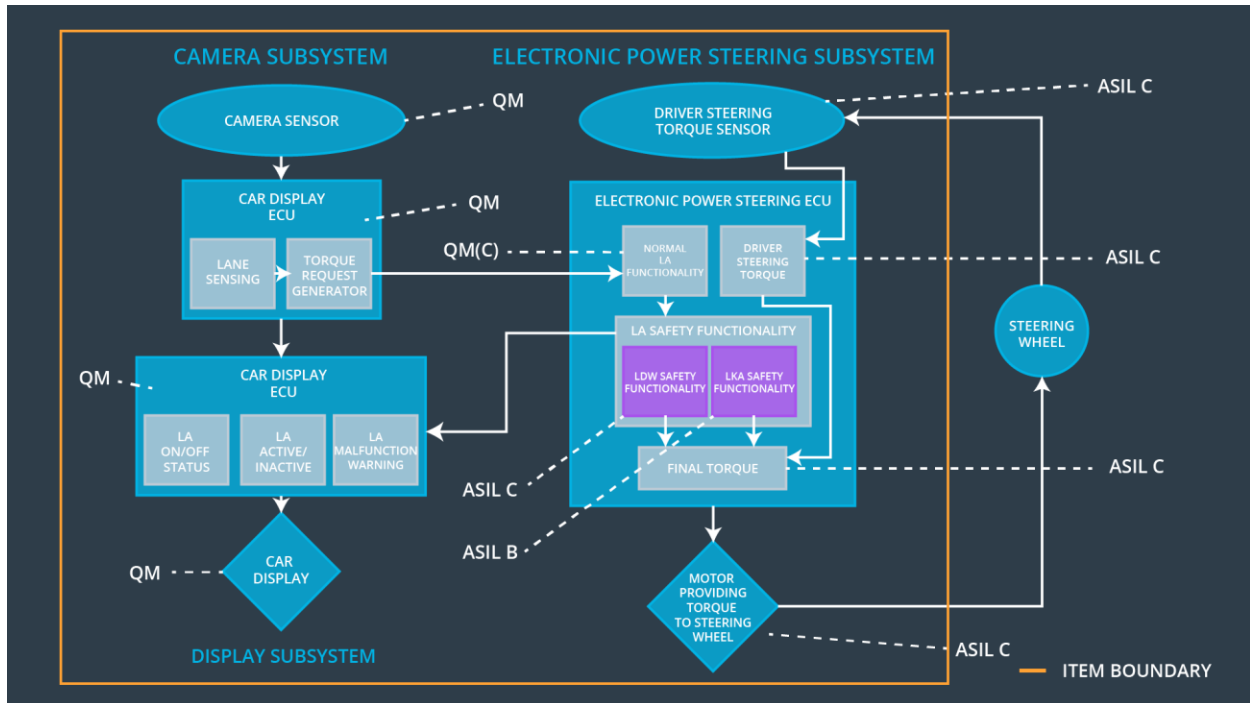 CAMERA SUBSYSTEM
ELECTRONIC POWER STEERING SUBSYSTEM
CAMERA SENSOR
QM
DRIVER STEERING
TORQUE SENSOR
ASIL C
CAR DISPLAY
ECU
QM
LANE
SENSING
TORQUE
REQUEST
GENERATOR
ELECTRONIC POWER STEERING ECU
QM(C)
NORMAL
LA
FUNCTIONALITY
DRIVER
STEERING
TORQUE
ASIL C
LA SAFETY FUNCTIONALITY
LDW SAFETY
FUNCTIONALITY
LKA SAFETY
FUNCTIONALITY
STEERING
WHEEL
QM
CAR DISPLAY
ECU
LA
ON/OFF
STATUS
LA
ACTIVE/
INACTIVE
LA
MALFUNCTION
WARNING
FINAL TORQUE
ASIL C
ASIL C
ASIL B
QM
CAR
DISPLAY
MOTOR
PROVIDING
TORQUE
TO STEERING
WHEEL
ASIL C
DISPLAY SUBSYSTEM
ITEM BOUNDARY